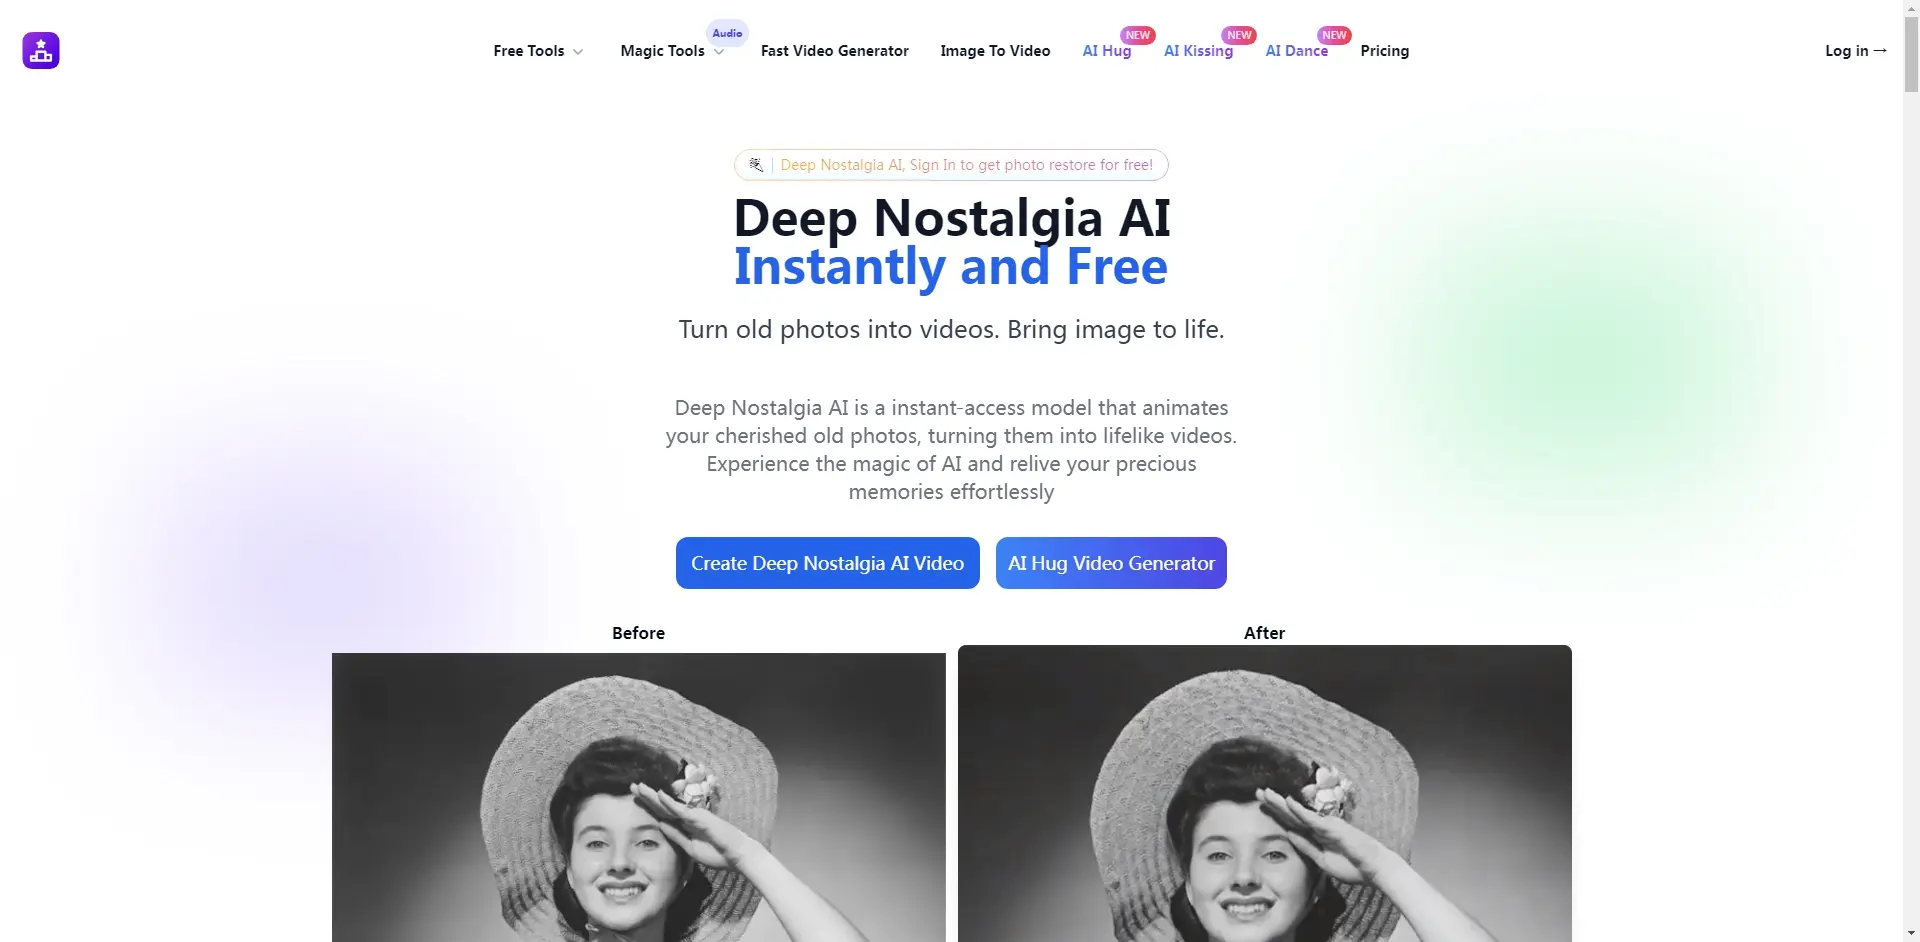 Audio
NEW
NEW
NEW
Free Tools
Magic Tools
Fast Video Generator
Image To Video
AI Hug
AI Kissing
AI Dance
Pricing
Log in →
Deep Nostalgia AI, Sign In to get photo restore for free!
Deep Nostalgia AI
Instantly and Free
Turn old photos into videos. Bring image to life.
Deep Nostalgia AI is a instant-access model that animates
your cherished old photos, turning them into lifelike videos.
Experience the magic of AI and relive your precious
memories effortlessly
Create Deep Nostalgia AI Video
AI Hug Video Generator
Before
After